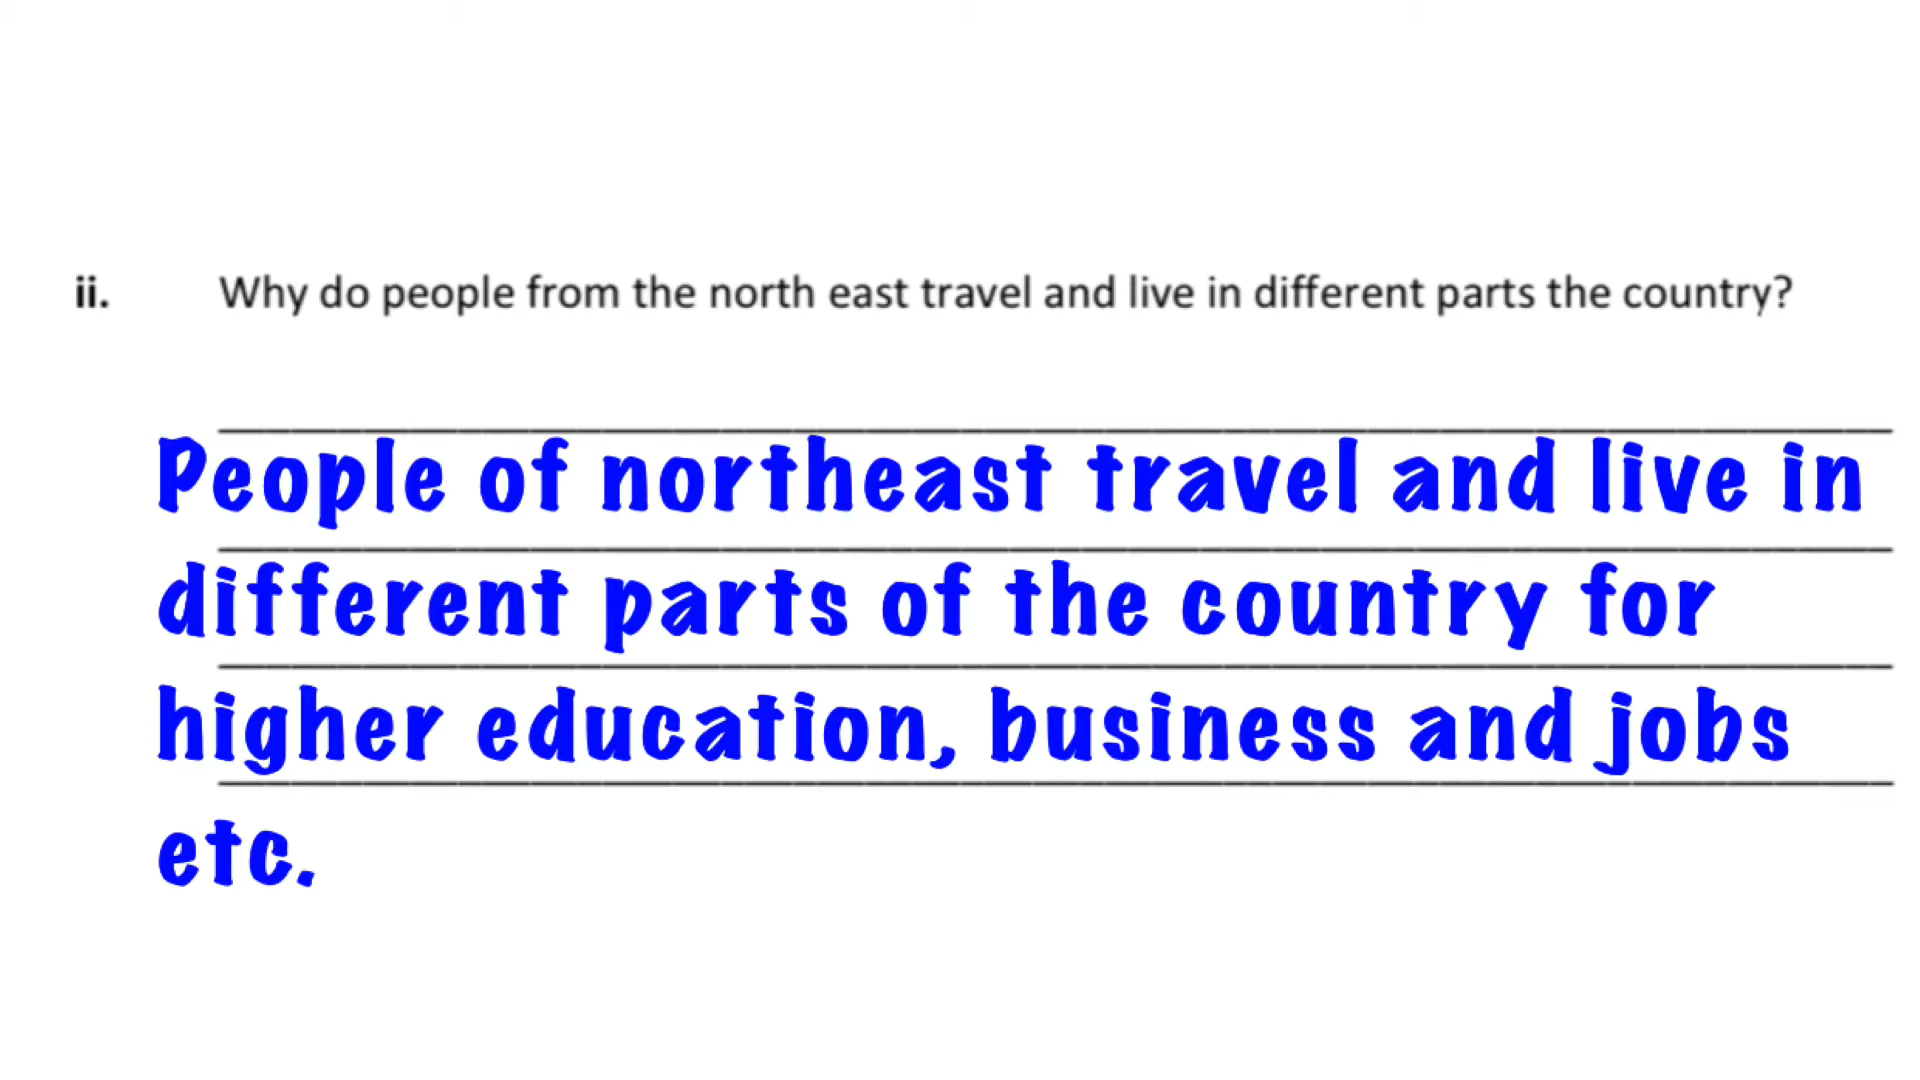 ii. Why do people from the north east travel and live in different parts the country?
People of northeast travel and live in
different parts of the country for
higher education, business and jobs
etc.